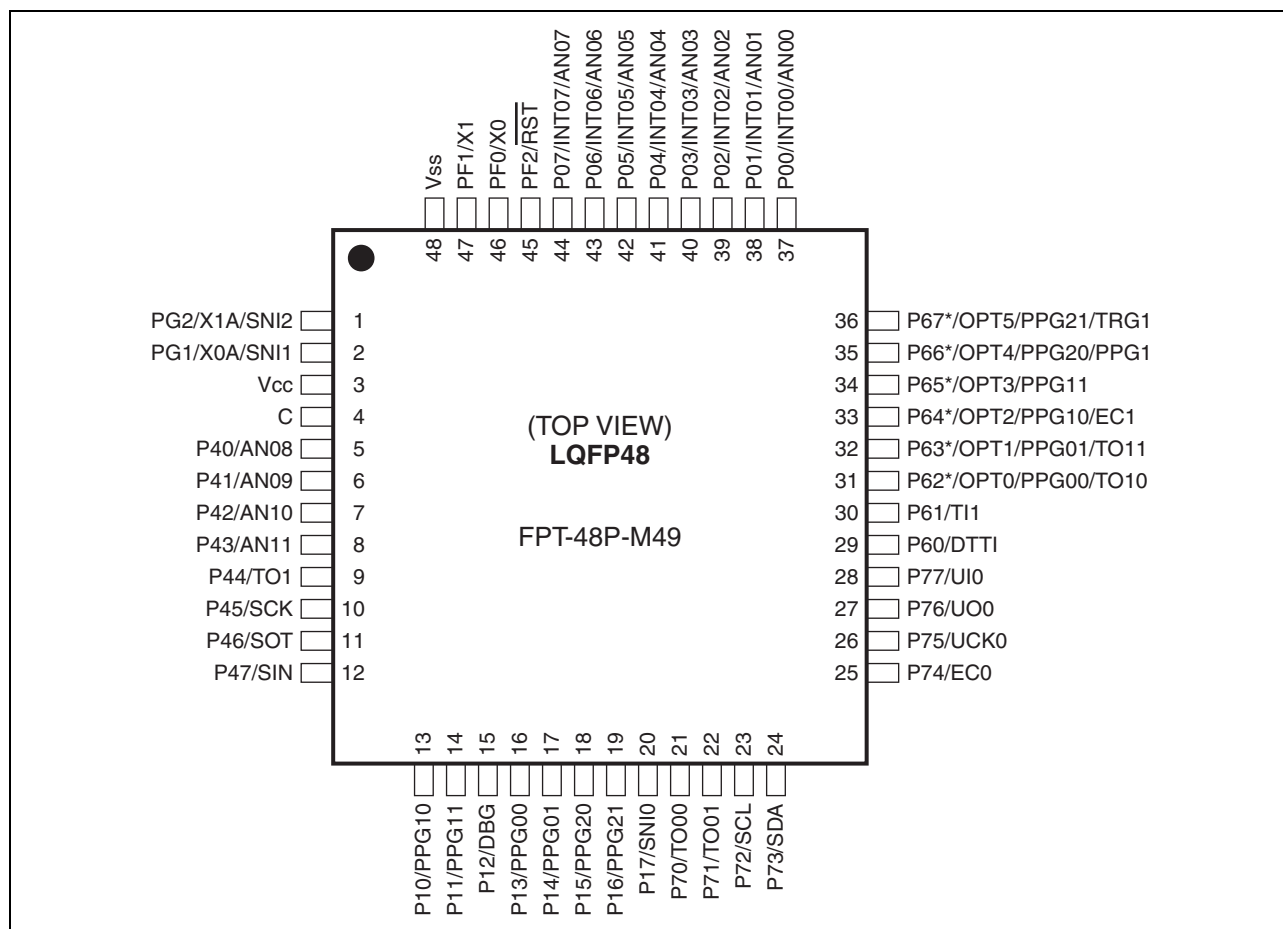 Vss
PF1/X1
PF0/X0
PF2/RST
P07/INT07/AN07
P06/INT06/AN06
P05/INT05/AN05
P04/INT04/AN04
P03/INT03/AN03
P02/INT02/AN02
P01/INT01/AN01
P00/INT00/AN00
48
47
46
45
44
43
42
41
40
39
38
37
PG2/X1A/SNI2 1
PG1/X0A/SNI1 2
Vcc 3
C 4
P40/AN08 5
P41/AN09 6
P42/AN10 7
P43/AN11 8
P44/TO1 9
P45/SCK 10
P46/SOT 11
P47/SIN 12
(TOP VIEW)
LQFP48
FPT-48P-M49
36 P67*/OPT5/PPG21/TRG1
35 P66*/OPT4/PPG20/PPG1
34 P65*/OPT3/PPG11
33 P64*/OPT2/PPG10/EC1
32 P63*/OPT1/PPG01/TO11
31 P62*/OPT0/PPG00/TO10
30 P61/TI1
29 P60/DTTI
28 P77/UI0
27 P76/UO0
26 P75/UCK0
25 P74/EC0
13
14
15
16
17
18
19
20
21
22
23
24
P10/PPG10
P11/PPG11
P12/DBG
P13/PPG00
P14/PPG01
P15/PPG20
P16/PPG21
P17/SNI0
P70/TO00
P71/TO01
P72/SCL
P73/SDA